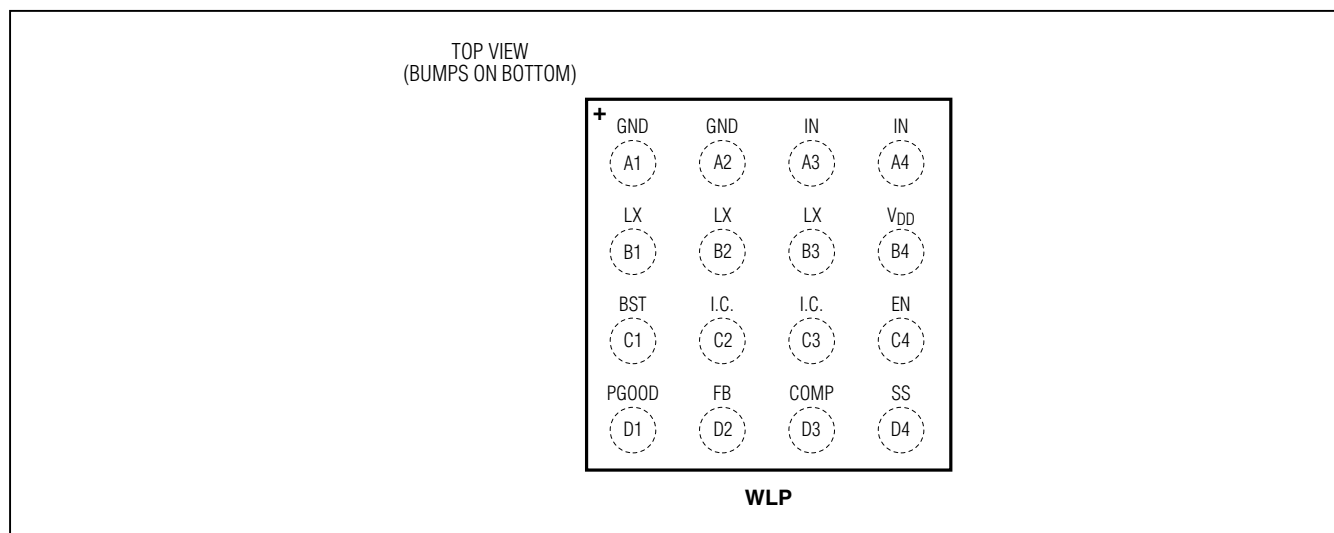 TOP VIEW
(BUMPS ON BOTTOM)
+
GND GND IN IN
A1 A2 A3 A4
LX LX LX VDD
B1 B2 B3 B4
BST I.C. I.C. EN
C1 C2 C3 C4
PGOOD FB COMP SS
D1 D2 D3 D4
WLP